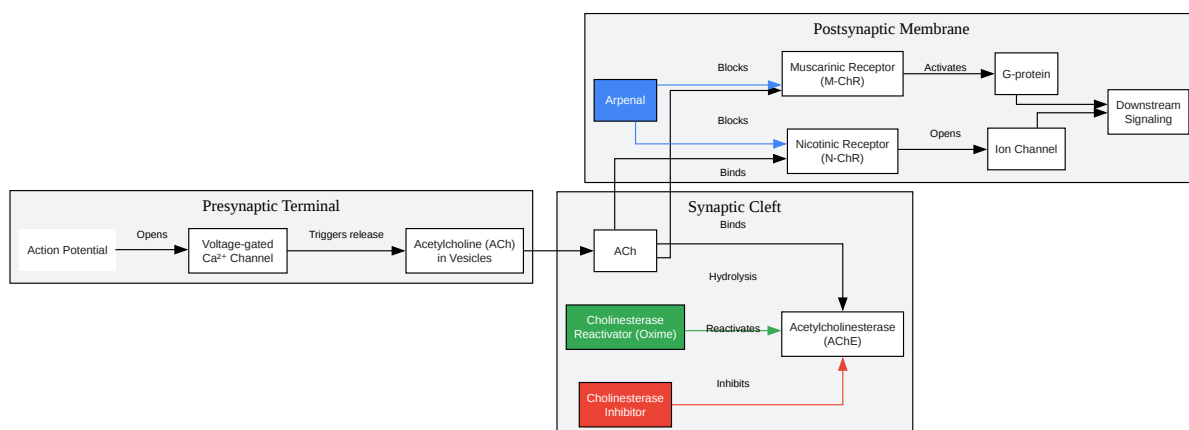 Postsynaptic Membrane
Blocks
Muscarinic Receptor
(M-ChR)
Activates
G-protein
Arpenal
Downstream
Signaling
Blocks
Nicotinic Receptor
(N-ChR)
Opens
Ion Channel
Binds
Presynaptic Terminal
Action Potential
Opens
Voltage-gated
Ca²⁺ Channel
Triggers release
Acetylcholine (ACh)
in Vesicles
Synaptic Cleft
Binds
ACh
Hydrolysis
Cholinesterase
Reactivator (Oxime)
Reactivates
Acetylcholinesterase
(AChE)
Inhibits
Cholinesterase
Inhibitor